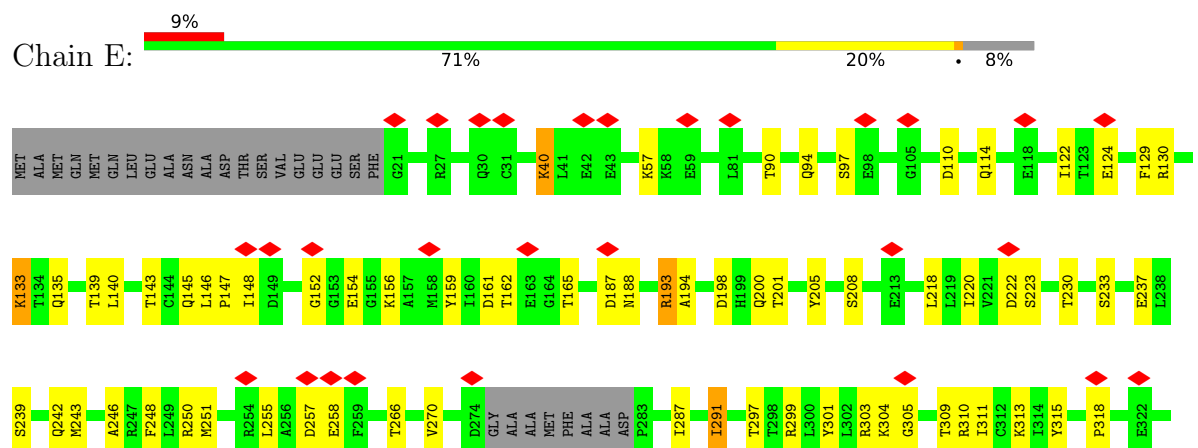 9%
Chain E:
71% 20% • 8%
MET ALA MET GLN MET GLN LEU GLU ALA ASN ALA ASP THR SER VAL GLU GLU GLU SER PHE G21 R27 Q30 C31 K40 L41 E42 E43 K57 K58 E59 L81 T90 Q94 S97 E98 G105 D110 Q114 E118 I122 T123 E124 F129 R130
K133 T134 Q135 T139 L140 T143 C144 Q145 L146 P147 I148 D149 G152 G153 E154 G155 K156 A157 M158 Y159 I160 D161 T162 E163 G164 T165 D187 N188 R193 A194 D198 H199 Q200 T201 Y205 S208 E213 L218 L219 I220 V221 D222 S223 T230 S233 E237 L238
S239 Q242 M243 A246 R247 F248 L249 R250 M251 R254 L255 A256 D257 E258 F259 T266 V270 D274 GLY ALA ALA MET PHE ALA ALA ASP P283 I287 I291 T297 T298 R299 L300 Y301 L302 R303 K304 G305 T309 R310 I311 C312 K313 I314 Y315 P318 E322